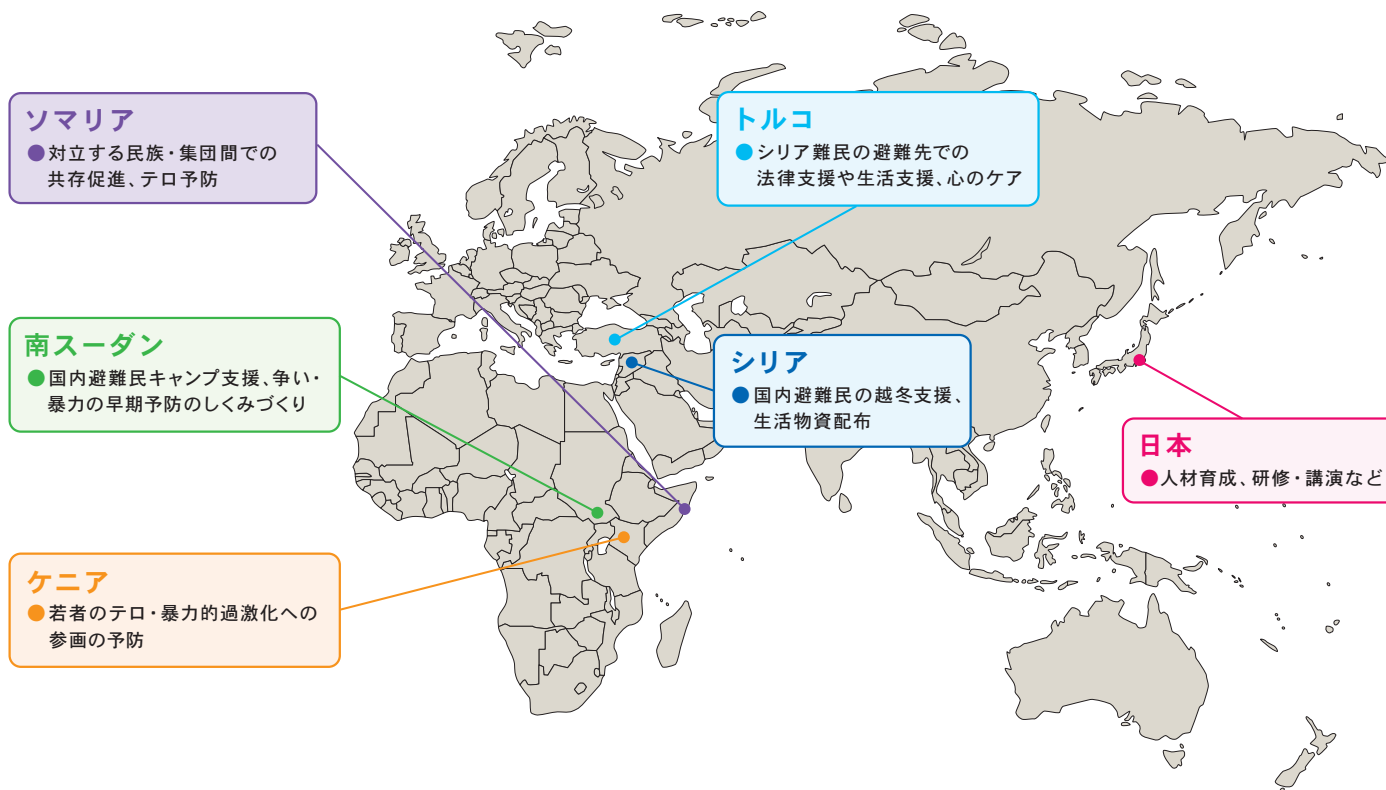 ソマリア
●対立する民族・集団間での
共存促進、テロ予防
トルコ
●シリア難民の避難先での
法律支援や生活支援、心のケア
南スーダン
●国内避難民キャンプ支援、争い・
暴力の早期予防のしくみづくり
シリア
●国内避難民の越冬支援、
生活物資配布
日本
●人材育成、研修・講演など
ケニア
●若者のテロ・暴力的過激化への
参画の予防